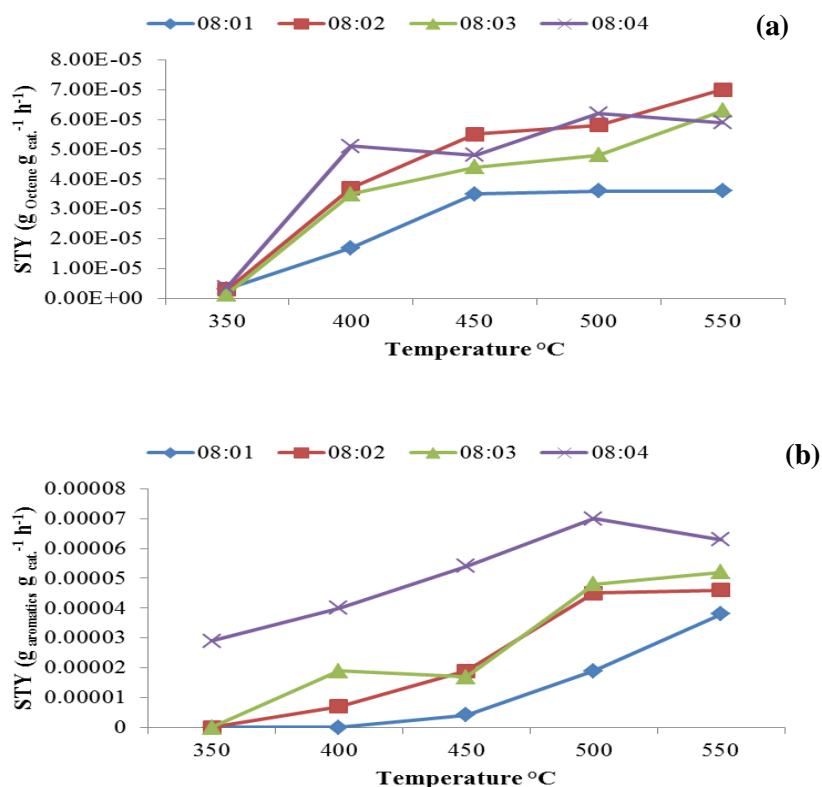 08:01 08:02 08:03 08:04 (a)
8.00E-05
7.00E-05
6.00E-05
5.00E-05
4.00E-05
3.00E-05
2.00E-05
1.00E-05
0.00E+00
STY (g Octene g cat.-1 h-1)
350 400 450 500 550
Temperature °C
08:01 08:02 08:03 08:04 (b)
0.00008
0.00007
0.00006
0.00005
0.00004
0.00003
0.00002
0.00001
0
STY (g aromatics g cat.-1 h-1)
350 400 450 500 550
Temperature °C